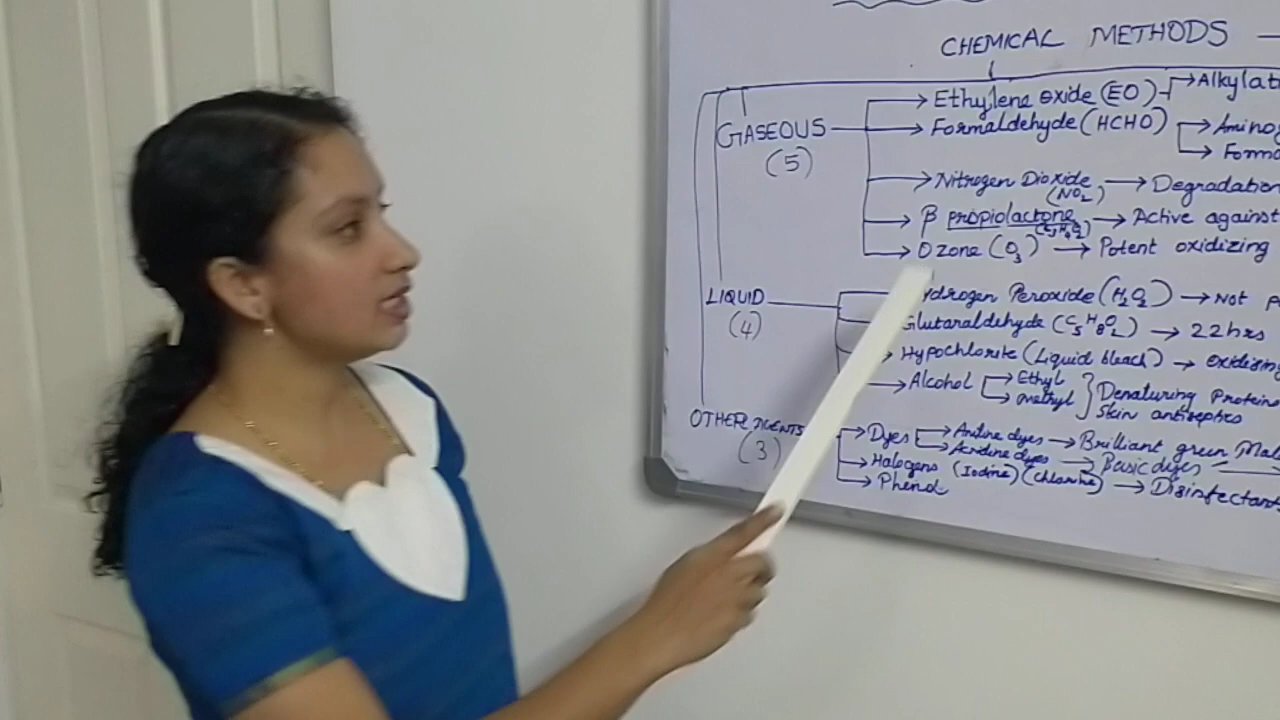 CHEMICAL METHODS
Ethylene oxide (EO) → Alkylat
GASEOUS → Formaldehyde (HCHO) → Aminog
(5) → Forma
→ Nitrogen Dioxide (NO2) → Degradation
→ β propiolactone → Active against
→ Ozone (O3) → Potent oxidizing
LIQUID ydrogen Peroxide (H2O2) → Not
(4) Glutaraldehyde (C5H8O2) → 22hrs
Hypochlorite (Liquid bleach) → oxidising
→ Alcohol → Ethyl } Denaturing Proteins
→ methyl } Skin antiseptics
OTHER AGENTS → Dyes → Aniline dyes → Brilliant green Mal
(3) → Acridine dyes → Basic dyes
→ Halogens (Iodine) (Chlorine) → Disinfectants
→ Phenol